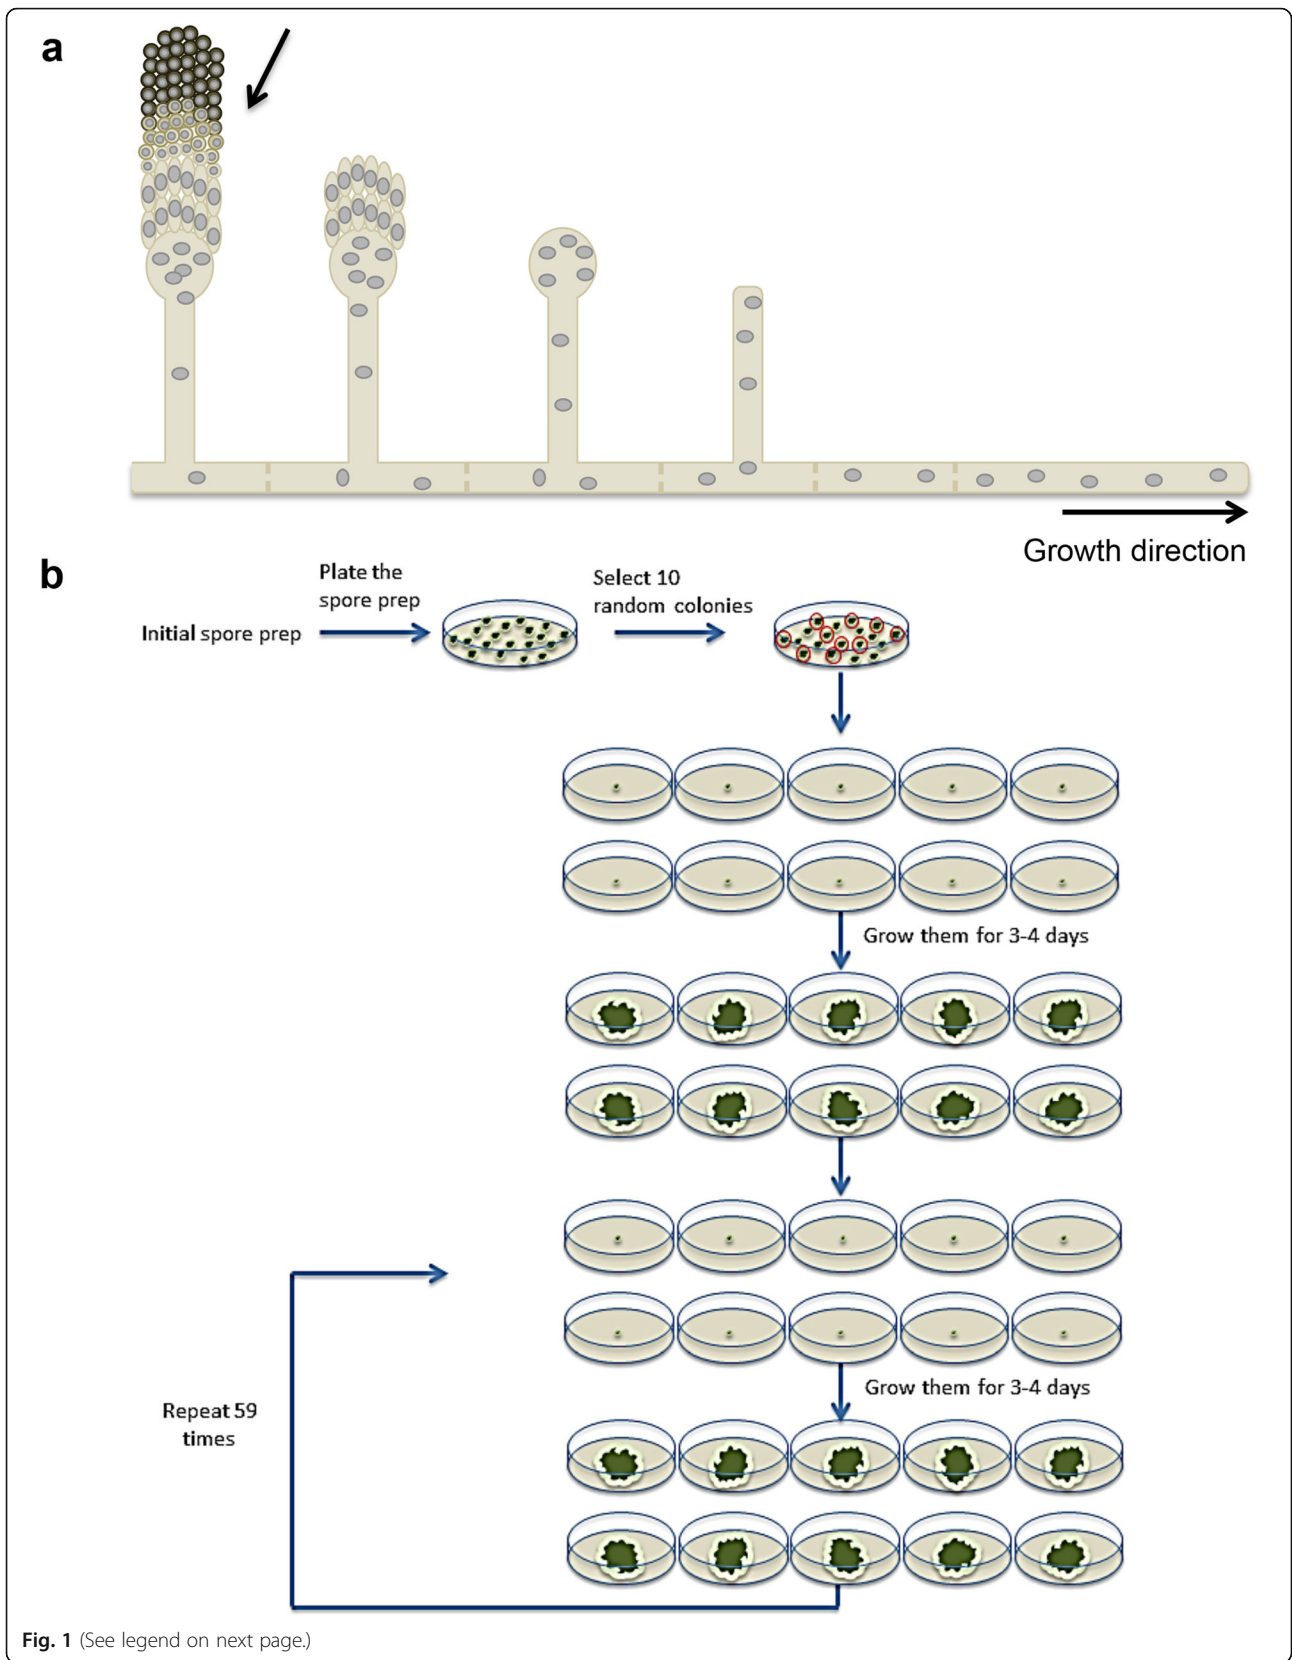 a
Growth direction
b
Plate the
spore prep
Select 10
random colonies
Initial spore prep
Grow them for 3-4 days
Grow them for 3-4 days
Repeat 59
times
Fig. 1 (See legend on next page.)